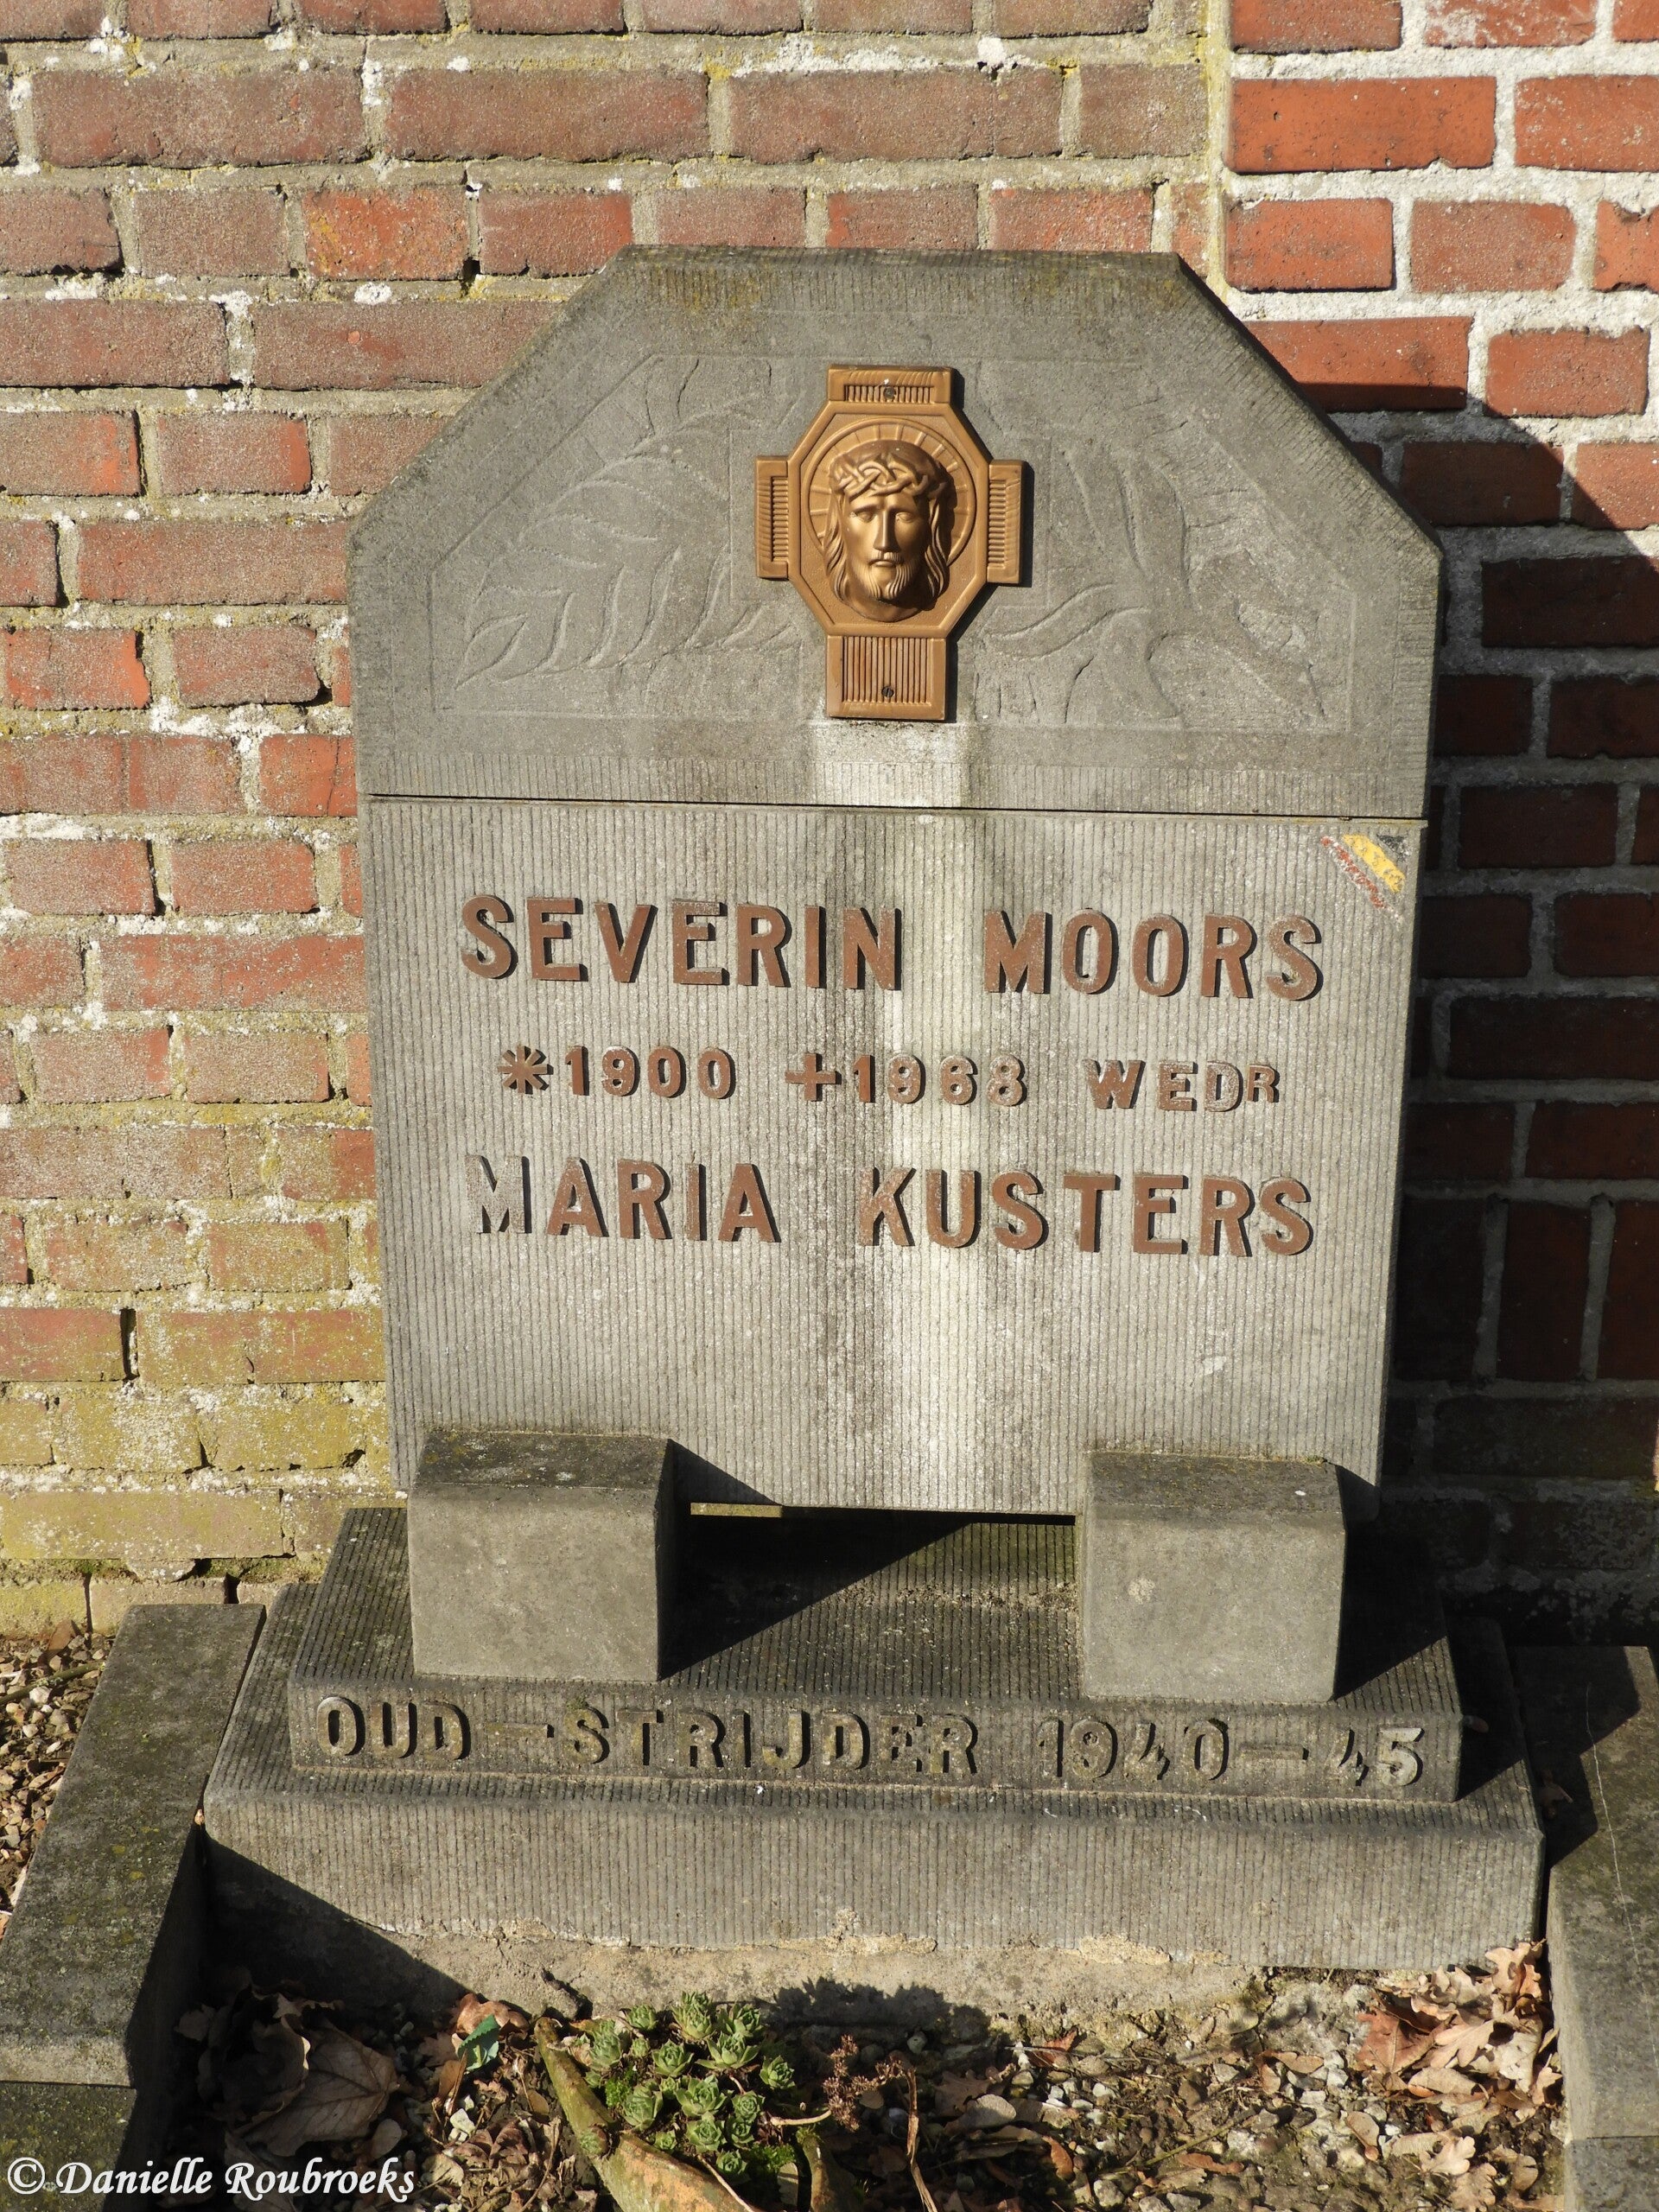 SEVERIN MOORS
*1900 +1968 WEDR
MARIA KUSTERS
OUD-STRIJDER 1940-45
©Danielle Roubroeks